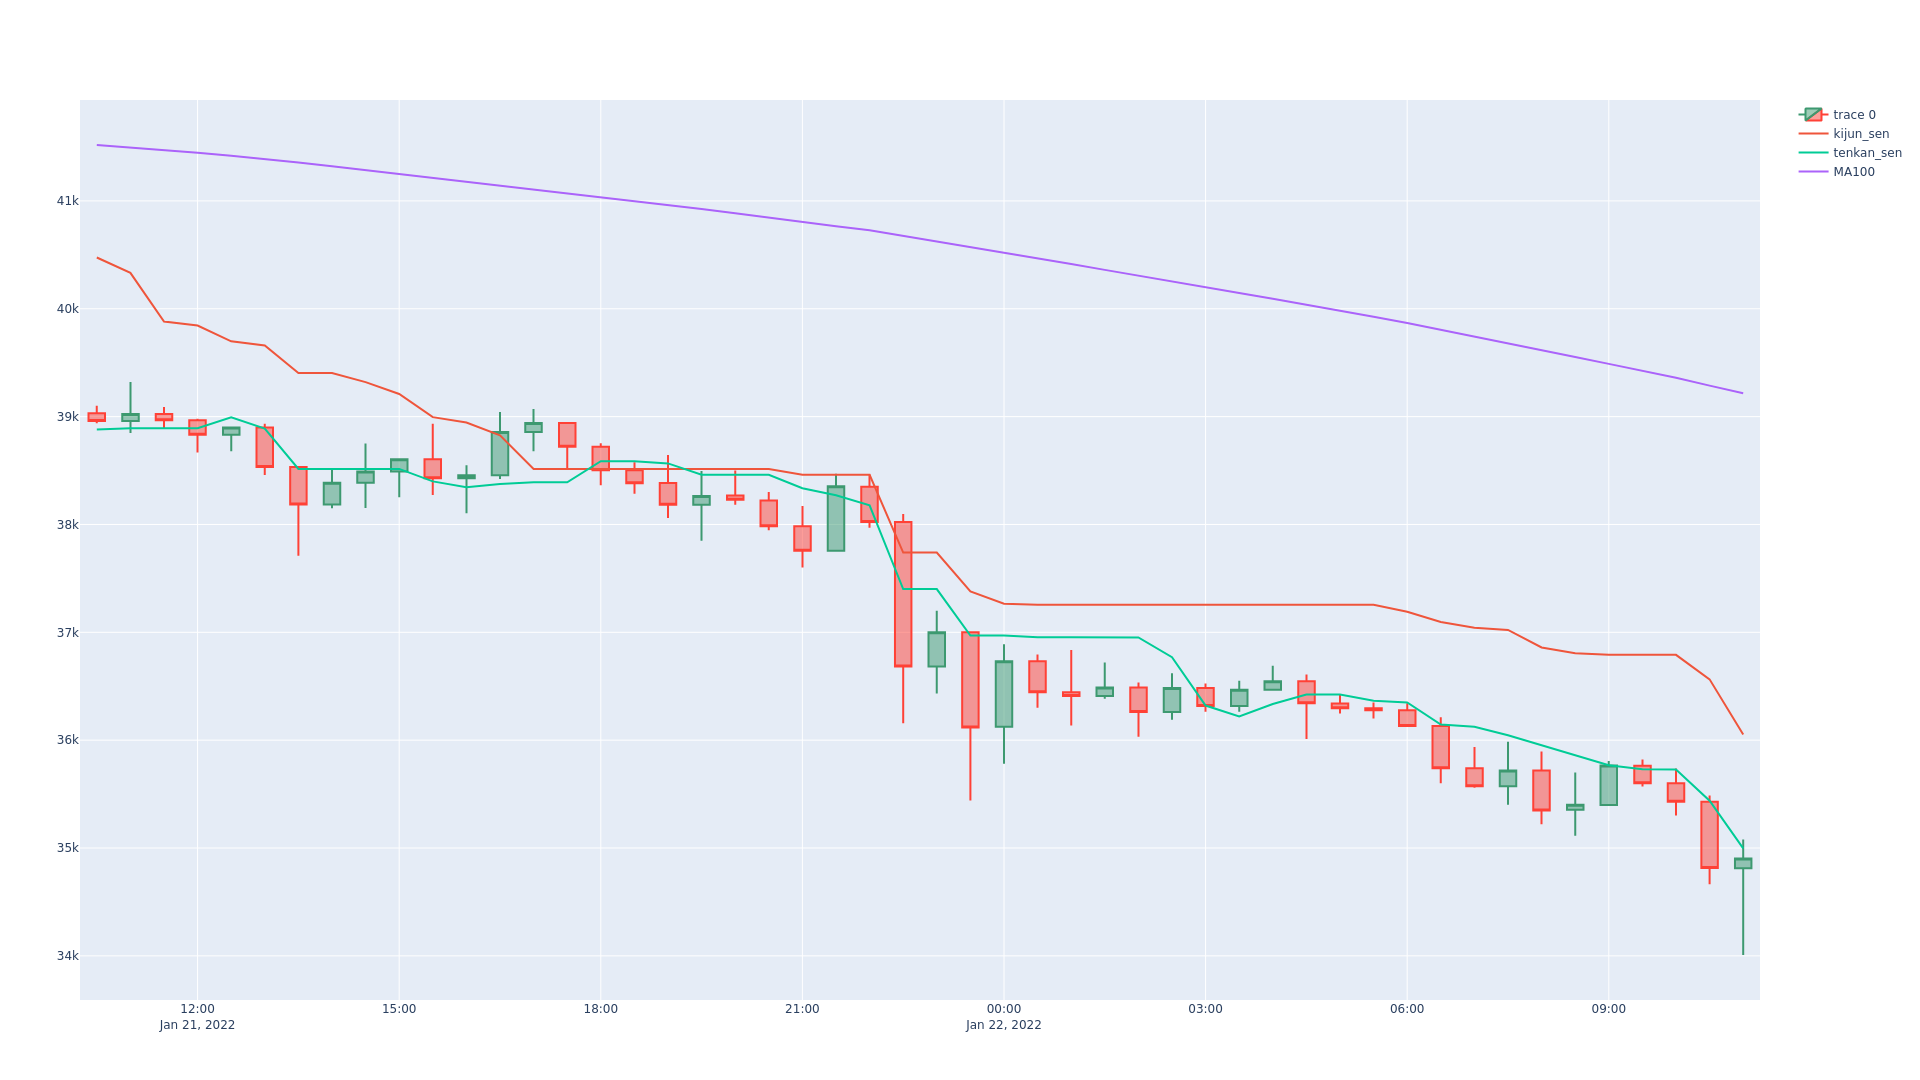 trace 0
kijun_sen
tenkan_sen
MA100
41k
40k
39k
38k
37k
36k
35k
34k
12:00 15:00 18:00 21:00 00:00 03:00 06:00 09:00
Jan 21, 2022 Jan 22, 2022